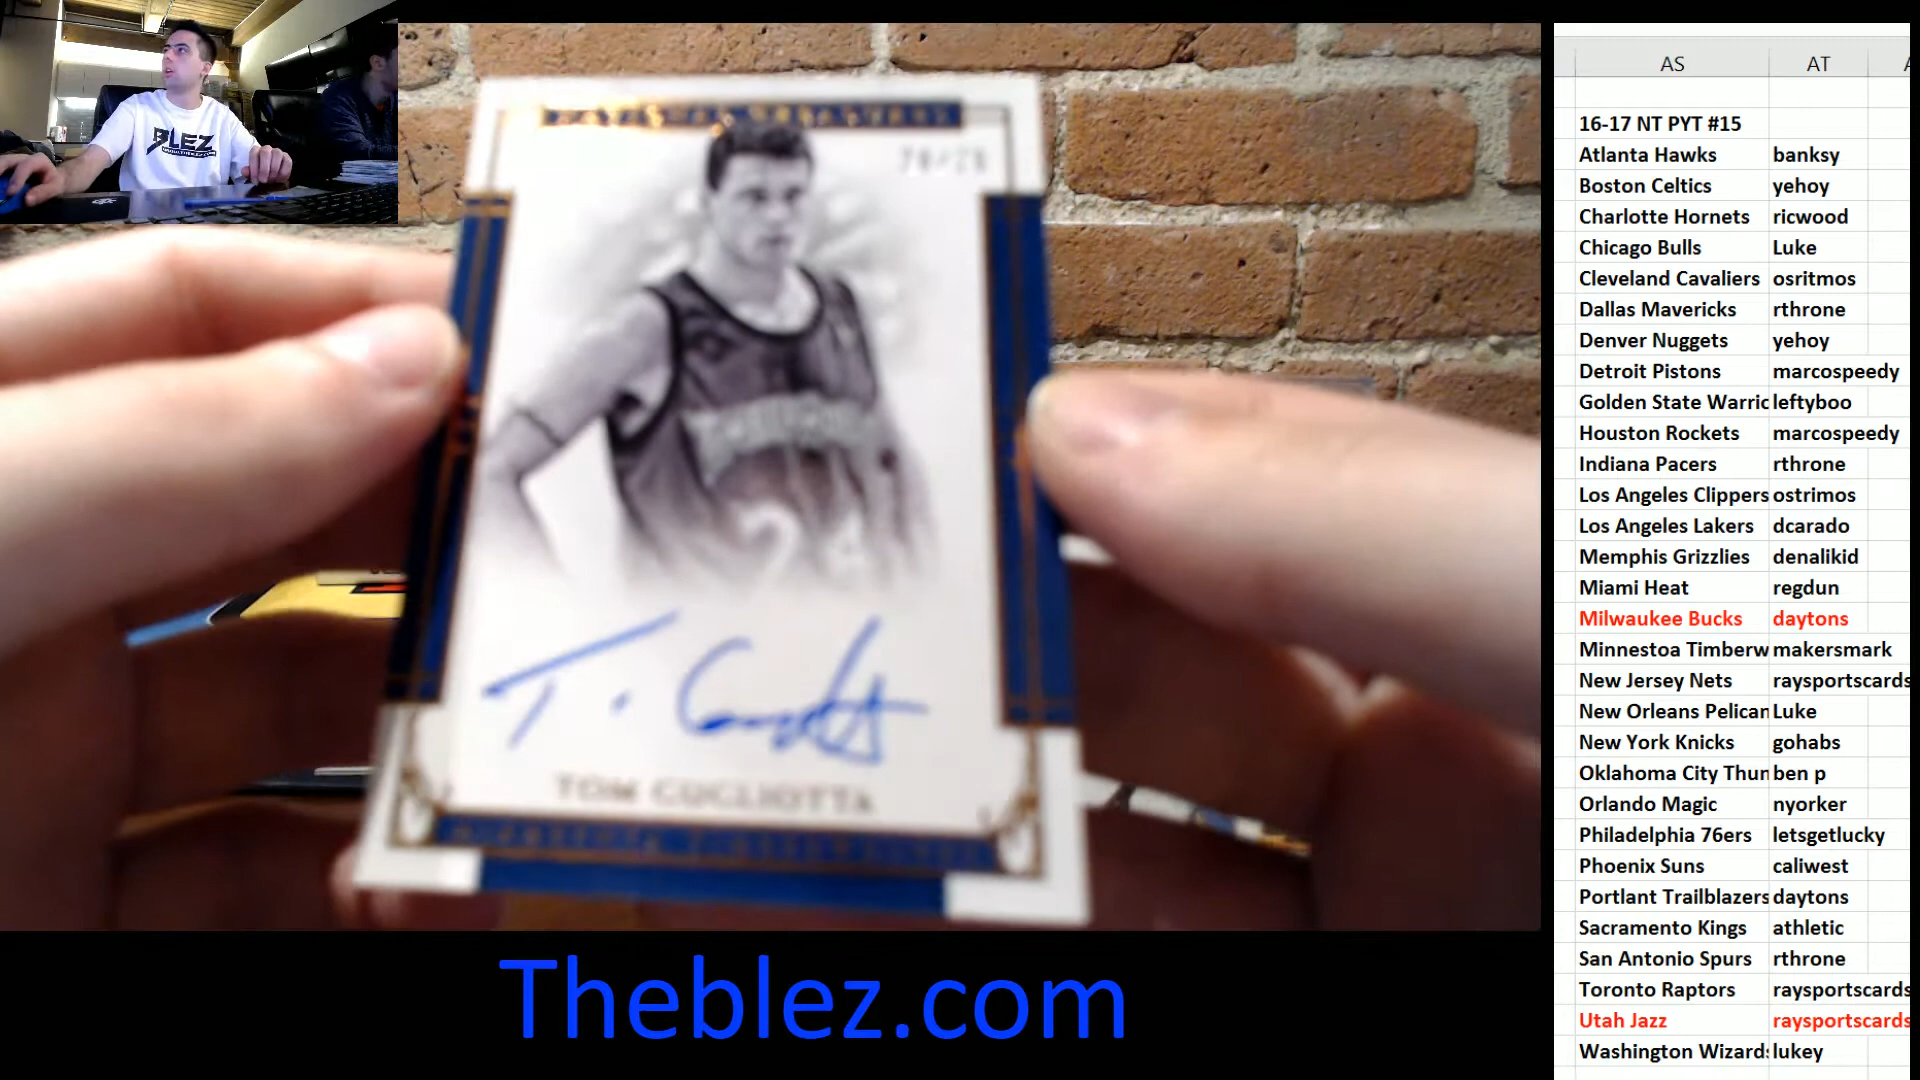 BLEZ
T. Gugliotta
TOM GUGLIOTTA
24
Theblez.com
AS AT
16-17 NT PYT #15
Atlanta Hawks banksy
Boston Celtics yehoy
Charlotte Hornets ricwood
Chicago Bulls Luke
Cleveland Cavaliers osritmos
Dallas Mavericks rthrone
Denver Nuggets yehoy
Detroit Pistons marcospeedy
Golden State Warric leftyboo
Houston Rockets marcospeedy
Indiana Pacers rthrone
Los Angeles Clippers ostrimos
Los Angeles Lakers dcarado
Memphis Grizzlies denalikid
Miami Heat regdun
Milwaukee Bucks daytons
Minnestoa Timberw makersmark
New Jersey Nets raysportscards
New Orleans Pelican Luke
New York Knicks gohabs
Oklahoma City Thun ben p
Orlando Magic nyorker
Philadelphia 76ers letsgetlucky
Phoenix Suns caliwest
Portlant Trailblazers daytons
Sacramento Kings athletic
San Antonio Spurs rthrone
Toronto Raptors raysportscards
Utah Jazz raysportscards
Washington Wizards lukey